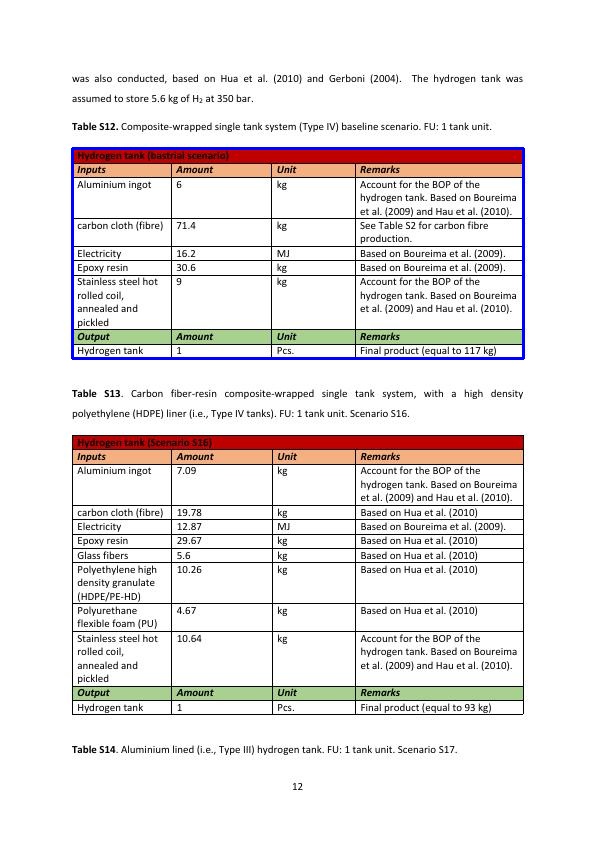 was also conducted, based on Hua et al. (2010) and Gerboni (2004). The hydrogen tank was
assumed to store 5.6 kg of H₂ at 350 bar.
Table S12. Composite-wrapped single tank system (Type IV) baseline scenario. FU: 1 tank unit.
Hydrogen tank (bastrial scenario)
Inputs Amount Unit Remarks
Aluminium ingot 6 kg Account for the BOP of the
hydrogen tank. Based on Boureima
et al. (2009) and Hau et al. (2010).
carbon cloth (fibre) 71.4 kg See Table S2 for carbon fibre
production.
Electricity 16.2 MJ Based on Boureima et al. (2009).
Epoxy resin 30.6 kg Based on Boureima et al. (2009).
Stainless steel hot 9 kg Account for the BOP of the
rolled coil, hydrogen tank. Based on Boureima
annealed and et al. (2009) and Hau et al. (2010).
pickled
Output Amount Unit Remarks
Hydrogen tank 1 Pcs. Final product (equal to 117 kg)
Table S13. Carbon fiber-resin composite-wrapped single tank system, with a high density
polyethylene (HDPE) liner (i.e., Type IV tanks). FU: 1 tank unit. Scenario S16.
Hydrogen tank (Scenario S16)
Inputs Amount Unit Remarks
Aluminium ingot 7.09 kg Account for the BOP of the
hydrogen tank. Based on Boureima
et al. (2009) and Hau et al. (2010).
carbon cloth (fibre) 19.78 kg Based on Hua et al. (2010)
Electricity 12.87 MJ Based on Boureima et al. (2009).
Epoxy resin 29.67 kg Based on Hua et al. (2010)
Glass fibers 5.6 kg Based on Hua et al. (2010)
Polyethylene high 10.26 kg Based on Hua et al. (2010)
density granulate
(HDPE/PE-HD)
Polyurethane 4.67 kg Based on Hua et al. (2010)
flexible foam (PU)
Stainless steel hot 10.64 kg Account for the BOP of the
rolled coil, hydrogen tank. Based on Boureima
annealed and et al. (2009) and Hau et al. (2010).
pickled
Output Amount Unit Remarks
Hydrogen tank 1 Pcs. Final product (equal to 93 kg)
Table S14. Aluminium lined (i.e., Type III) hydrogen tank. FU: 1 tank unit. Scenario S17.
12